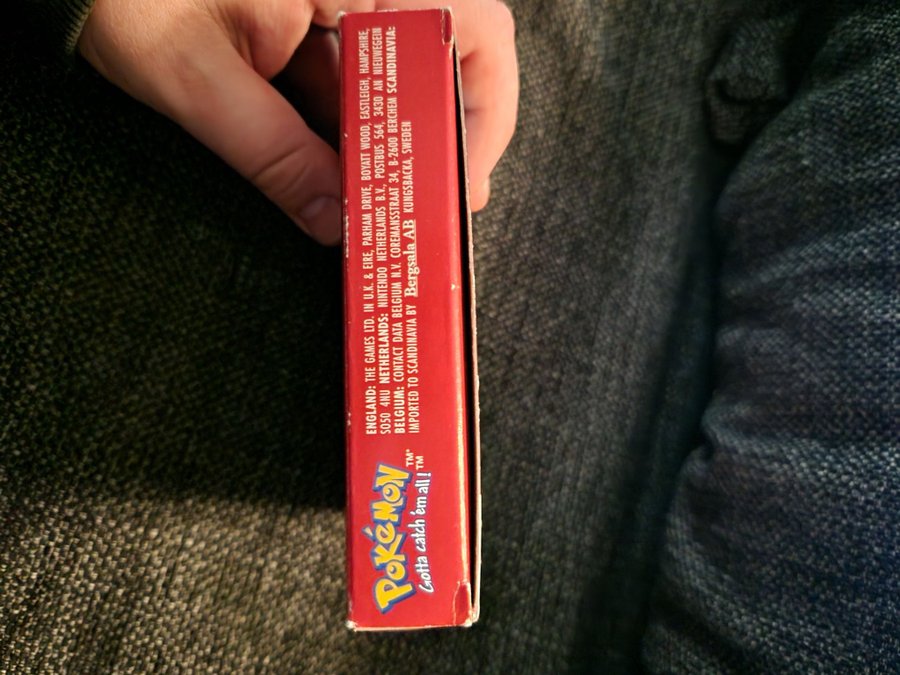 POKéMON™
Gotta catch 'em all!™
ENGLAND: THE GAMES LTD. IN U.K. & EIRE, PARHAM DRIVE, BOYATT WOOD, EASTLEIGH, HAMPSHIRE,
SO50 4NU NETHERLANDS: NINTENDO NETHERLANDS B.V., POSTBUS 564, 3430 AN NIEUWEGEIN
BELGIUM: CONTACT DATA BELGIUM N.V. COREMANSSTRAAT 34, B-2600 BERCHEM SCANDINAVIA:
IMPORTED TO SCANDINAVIA BY Bergsala AB KUNGSBACKA, SWEDEN